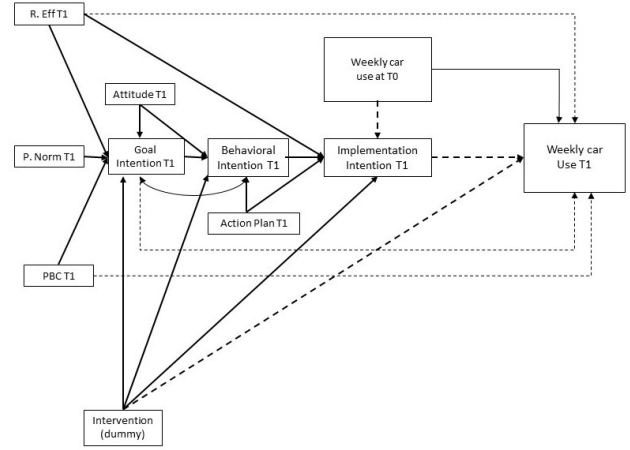 R. Eff T1
Weekly car
use at T0
Attitude T1
P. Norm T1
Goal
Intention T1
Behavioral
Intention T1
Implementation
Intention T1
Weekly car
Use T1
Action Plan T1
PBC T1
Intervention
(dummy)